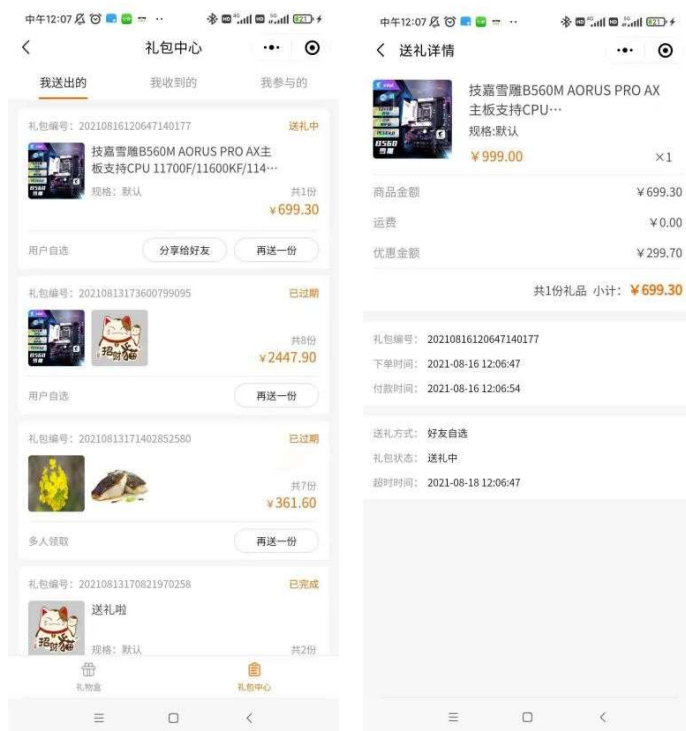 中午12:07
82
礼包中心
我送出的 我收到的 我参与的
礼包编号：20210816120647140177 送礼中
技嘉雪雕B560M AORUS PRO AX主
板支持CPU 11700F/11600KF/114…
规格：默认 共1份
￥699.30
用户自选 分享给好友 再送一份
礼包编号：20210813173600799095 已过期
招财猫
共8份
￥2447.90
用户自选 再送一份
礼包编号：20210813171402852580 已过期
共7份
￥361.60
多人领取 再送一份
礼包编号：20210813170821970258 已完成
送礼啦
招财猫
规格：默认 共2份
礼物盒 礼包中心
中午12:07
82
送礼详情
技嘉雪雕B560M AORUS PRO AX
主板支持CPU…
规格:默认
￥999.00 ×1
商品金额 ￥699.30
运费 ￥0.00
优惠金额 ￥299.70
共1份礼品 小计：￥699.30
礼包编号： 20210816120647140177
下单时间： 2021-08-16 12:06:47
付款时间： 2021-08-16 12:06:54
送礼方式： 好友自选
礼包状态： 送礼中
超时时间： 2021-08-18 12:06:47